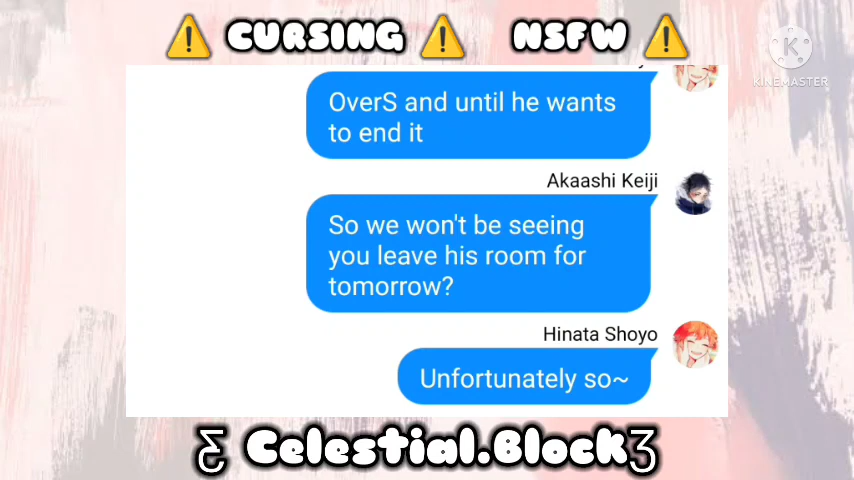 ⚠ CURSING ⚠ NSFW ⚠
KINEMASTER
OverS and until he wants
to end it
Akaashi Keiji
So we won't be seeing
you leave his room for
tomorrow?
Hinata Shoyo
Unfortunately so~
Ƹ Celestial.Block Ʒ